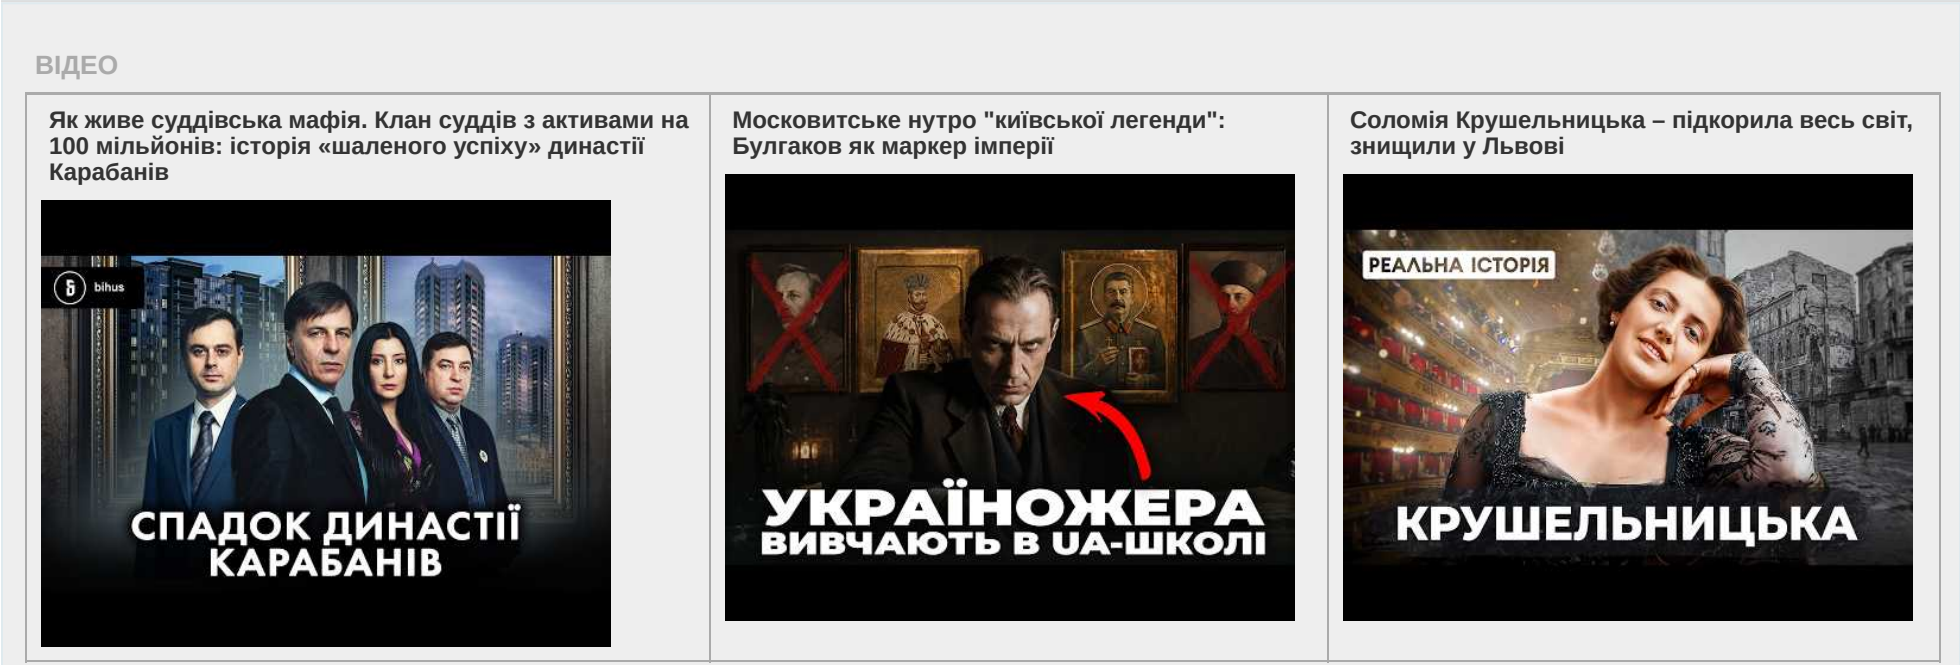 ВІДЕО
Як живе суддівська мафія. Клан суддів з активами на
100 мільйонів: історія «шаленого успіху» династії
Карабанів
bihus
СПАДОК ДИНАСТІЇ
КАРАБАНІВ
Московитське нутро "київської легенди":
Булгаков як маркер імперії
УКРАЇНОЖЕРА
ВИВЧАЮТЬ В UA-ШКОЛІ
Соломія Крушельницька – підкорила весь світ,
знищили у Львові
РЕАЛЬНА ІСТОРІЯ
КРУШЕЛЬНИЦЬКА